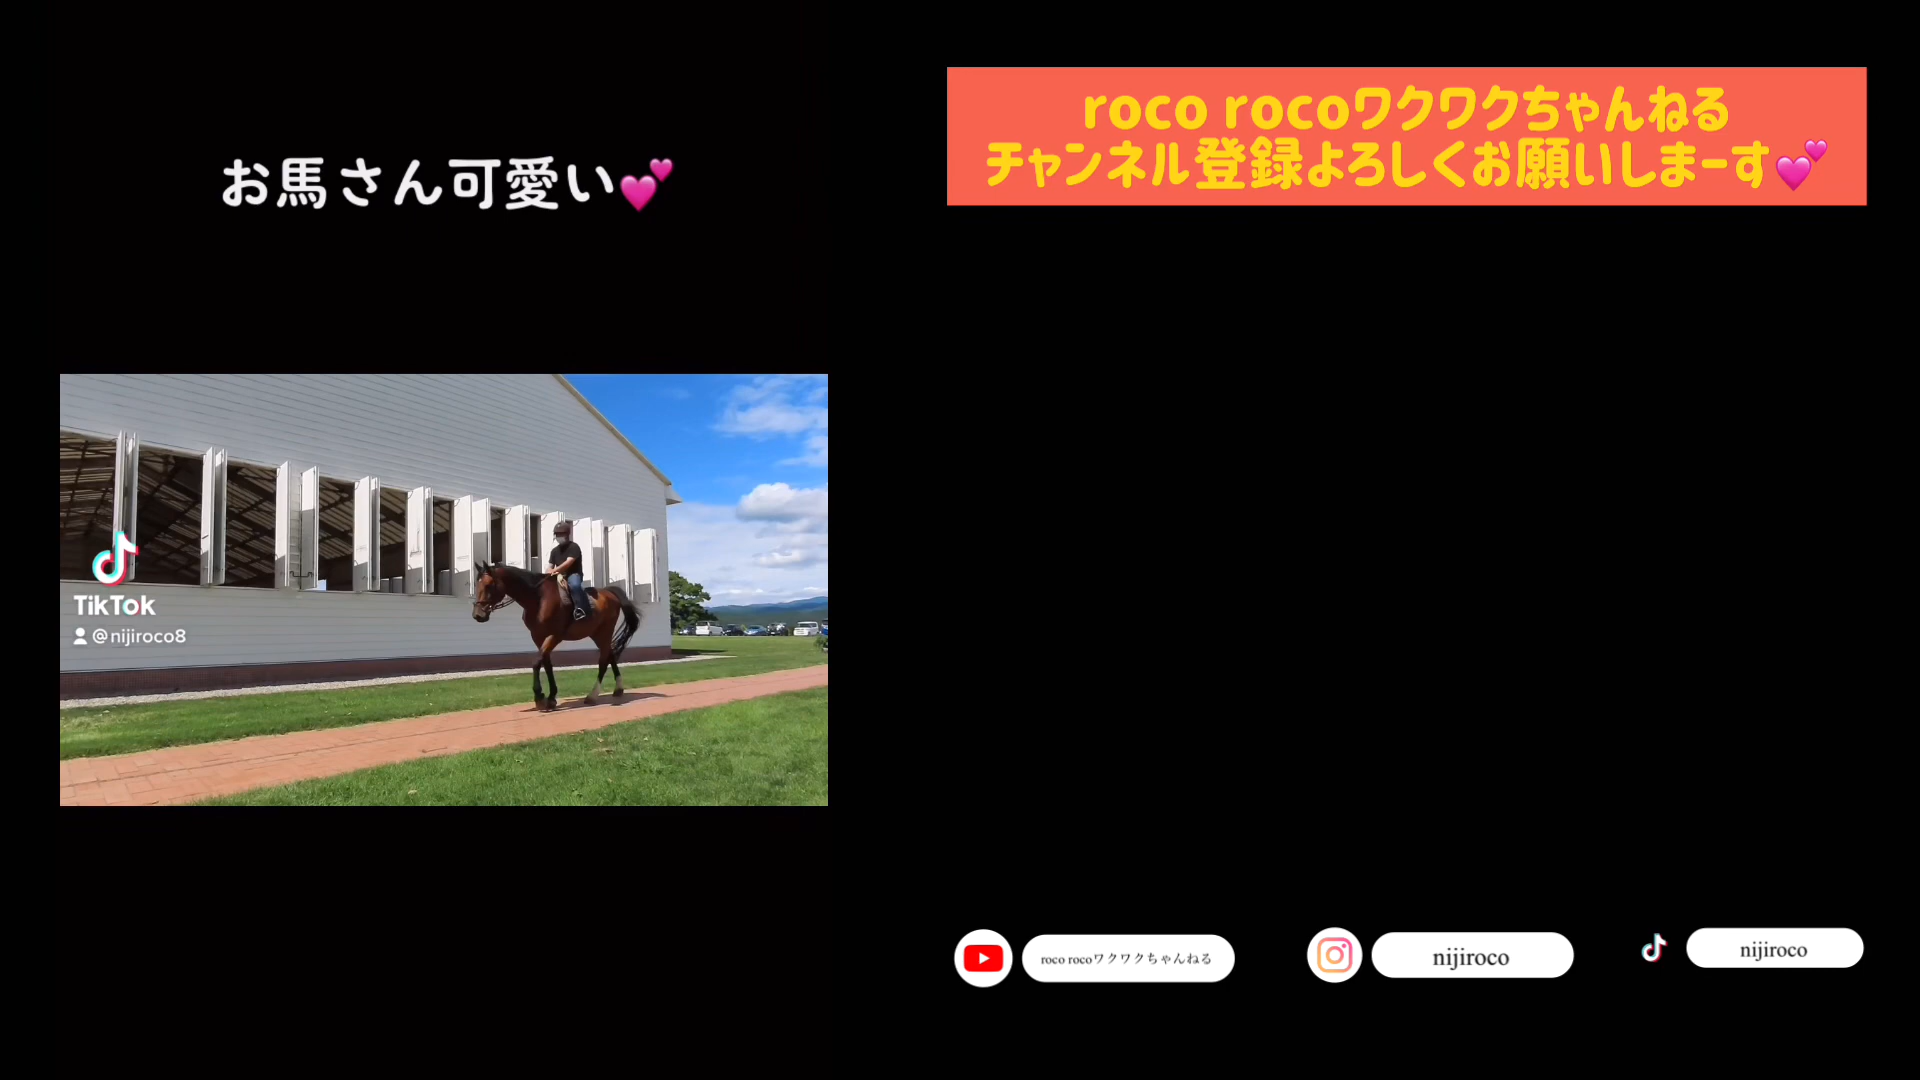 お馬さん可愛い💕
TikTok
@nijiroco8
roco rocoワクワクちゃんねる
チャンネル登録よろしくお願いしまーす💕
roco rocoワクワクちゃんねる
nijiroco
nijiroco